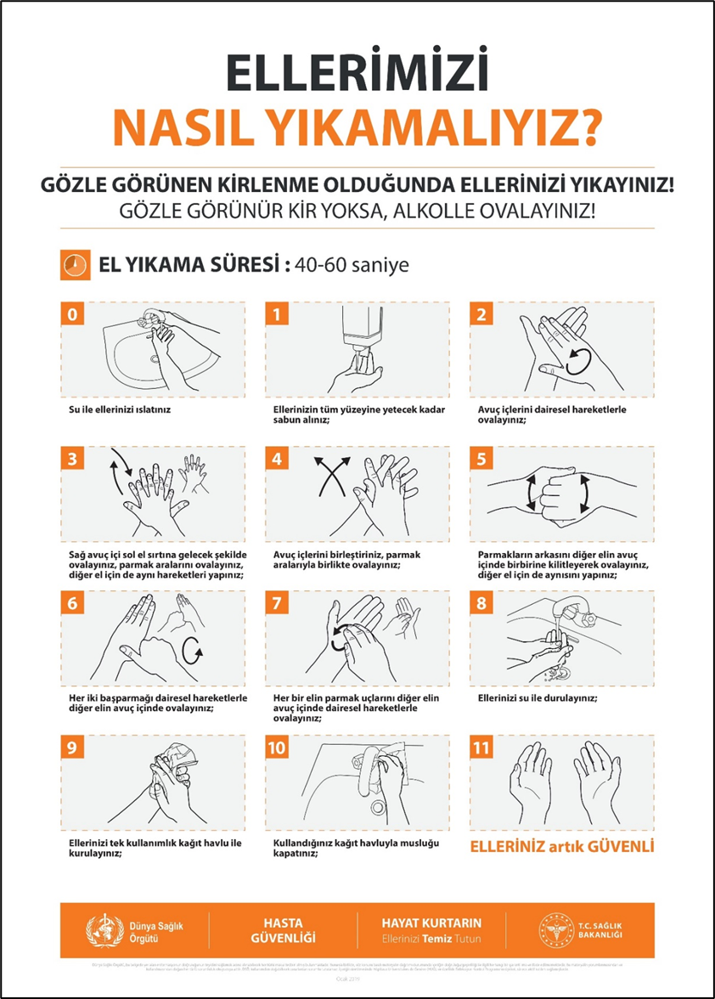 ELLERİMİZİ
NASIL YIKAMALIYIZ?
GÖZLE GÖRÜNEN KİRLENME OLDUĞUNDA ELLERİNİZİ YIKAYINIZ!
GÖZLE GÖRÜNÜR KİR YOKSA, ALKOLLE OVALAYINIZ!
EL YIKAMA SÜRESİ : 40-60 saniye
0
Su ile ellerinizi ıslatınız
1
Ellerinizin tüm yüzeyine yetecek kadar
sabun alınız;
2
Avuç içlerini dairesel hareketlerle
ovalayınız;
3
Sağ avuç içi sol el sırtına gelecek şekilde
ovalayınız, parmak aralarını ovalayınız,
diğer el için de aynı hareketleri yapınız;
4
Avuç içlerini birleştiriniz, parmak
aralarıyla birlikte ovalayınız;
5
Parmakların arkasını diğer elin avuç
içinde birbirine kilitleyerek ovalayınız,
diğer el için de aynısını yapınız;
6
Her iki başparmağı dairesel hareketlerle
diğer elin avuç içinde ovalayınız;
7
Her bir elin parmak uçlarını diğer elin
avuç içinde dairesel hareketlerle
ovalayınız;
8
Ellerinizi su ile durulayınız;
9
Ellerinizi tek kullanımlık kağıt havlu ile
kurulayınız;
10
Kullandığınız kağıt havluyla musluğu
kapatınız;
11
ELLERİNİZ artık GÜVENLİ
Dünya Sağlık
Örgütü
HASTA
GÜVENLİĞİ
HAYAT KURTARIN
Ellerinizi Temiz Tutun
T.C. SAĞLIK
BAKANLIĞI
Ocak 2019